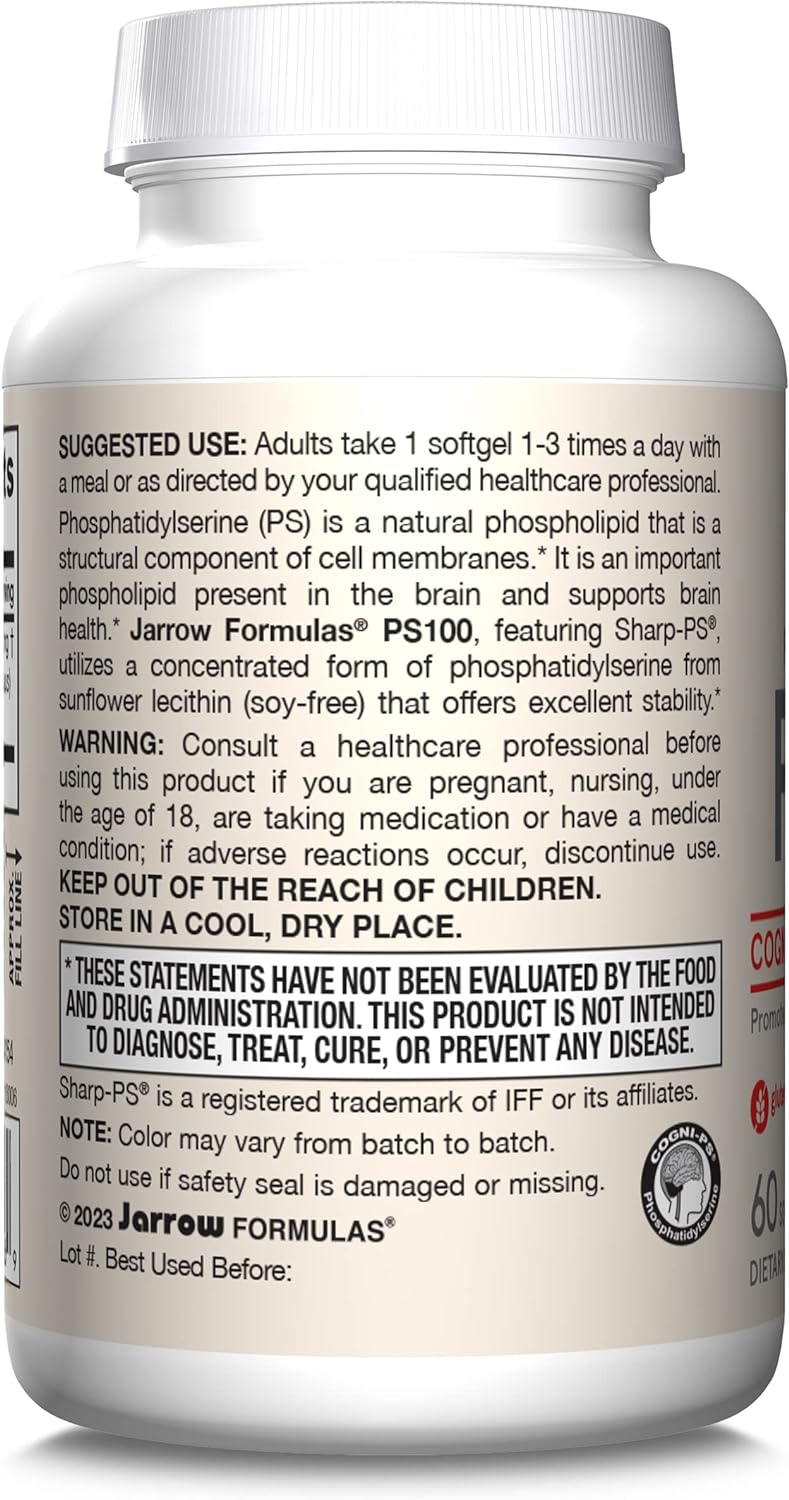 SUGGESTED USE: Adults take 1 softgel 1-3 times a day with
a meal or as directed by your qualified healthcare professional.
Phosphatidylserine (PS) is a natural phospholipid that is a
structural component of cell membranes.* It is an important
phospholipid present in the brain and supports brain
health.* Jarrow Formulas® PS100, featuring Sharp-PS®,
utilizes a concentrated form of phosphatidylserine from
sunflower lecithin (soy-free) that offers excellent stability.*
WARNING: Consult a healthcare professional before
using this product if you are pregnant, nursing, under
the age of 18, are taking medication or have a medical
condition; if adverse reactions occur, discontinue use.
KEEP OUT OF THE REACH OF CHILDREN.
STORE IN A COOL, DRY PLACE.
* THESE STATEMENTS HAVE NOT BEEN EVALUATED BY THE FOOD
AND DRUG ADMINISTRATION. THIS PRODUCT IS NOT INTENDED
TO DIAGNOSE, TREAT, CURE, OR PREVENT ANY DISEASE.
Sharp-PS® is a registered trademark of IFF or its affiliates.
NOTE: Color may vary from batch to batch.
Do not use if safety seal is damaged or missing.
© 2023 Jarrow FORMULAS®
Lot #. Best Used Before:
COGNI-PS®
Phosphatidylserine
APPROX.
FILL LINE
60